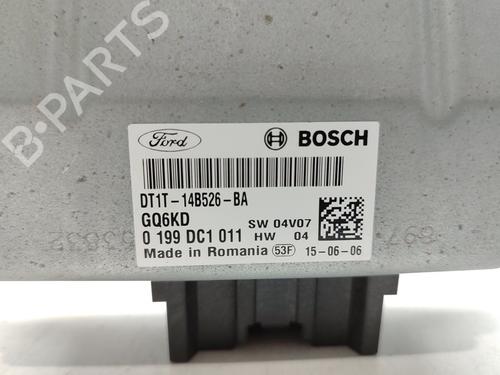 B-PARTS
Ford
BOSCH
DT1T-14B526-BA
GQ6KD
SW 04V07
0 199 DC1 011
HW 04
Made in Romania 53F 15-06-06